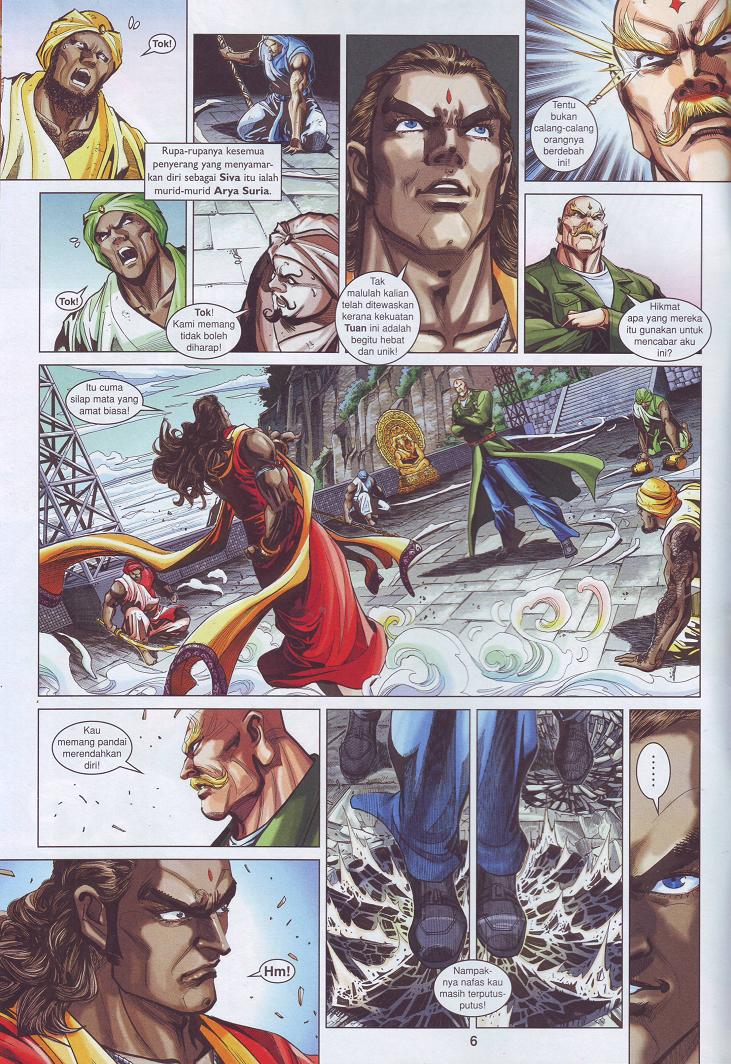 Tok!
Rupa-rupanya kesemua
penyerang yang menyamar-
kan diri sebagai Siva itu ialah
murid-murid Arya Suria.
Tentu
bukan
calang-calang
orangnya
berdebah
ini!
Tok!
Tok!
Kami memang
tidak boleh
diharap!
Tak
malulah kalian
telah ditewaskan
kerana kekuatan
Tuan ini adalah
begitu hebat
dan unik!
Hikmat
apa yang mereka
itu gunakan untuk
mencabar aku
ini?
Itu cuma
silap mata yang
amat biasa!
Kau
memang pandai
merendahkan
diri!
......
Hm!
Nampak-
nya nafas kau
masih terputus-
putus!
6